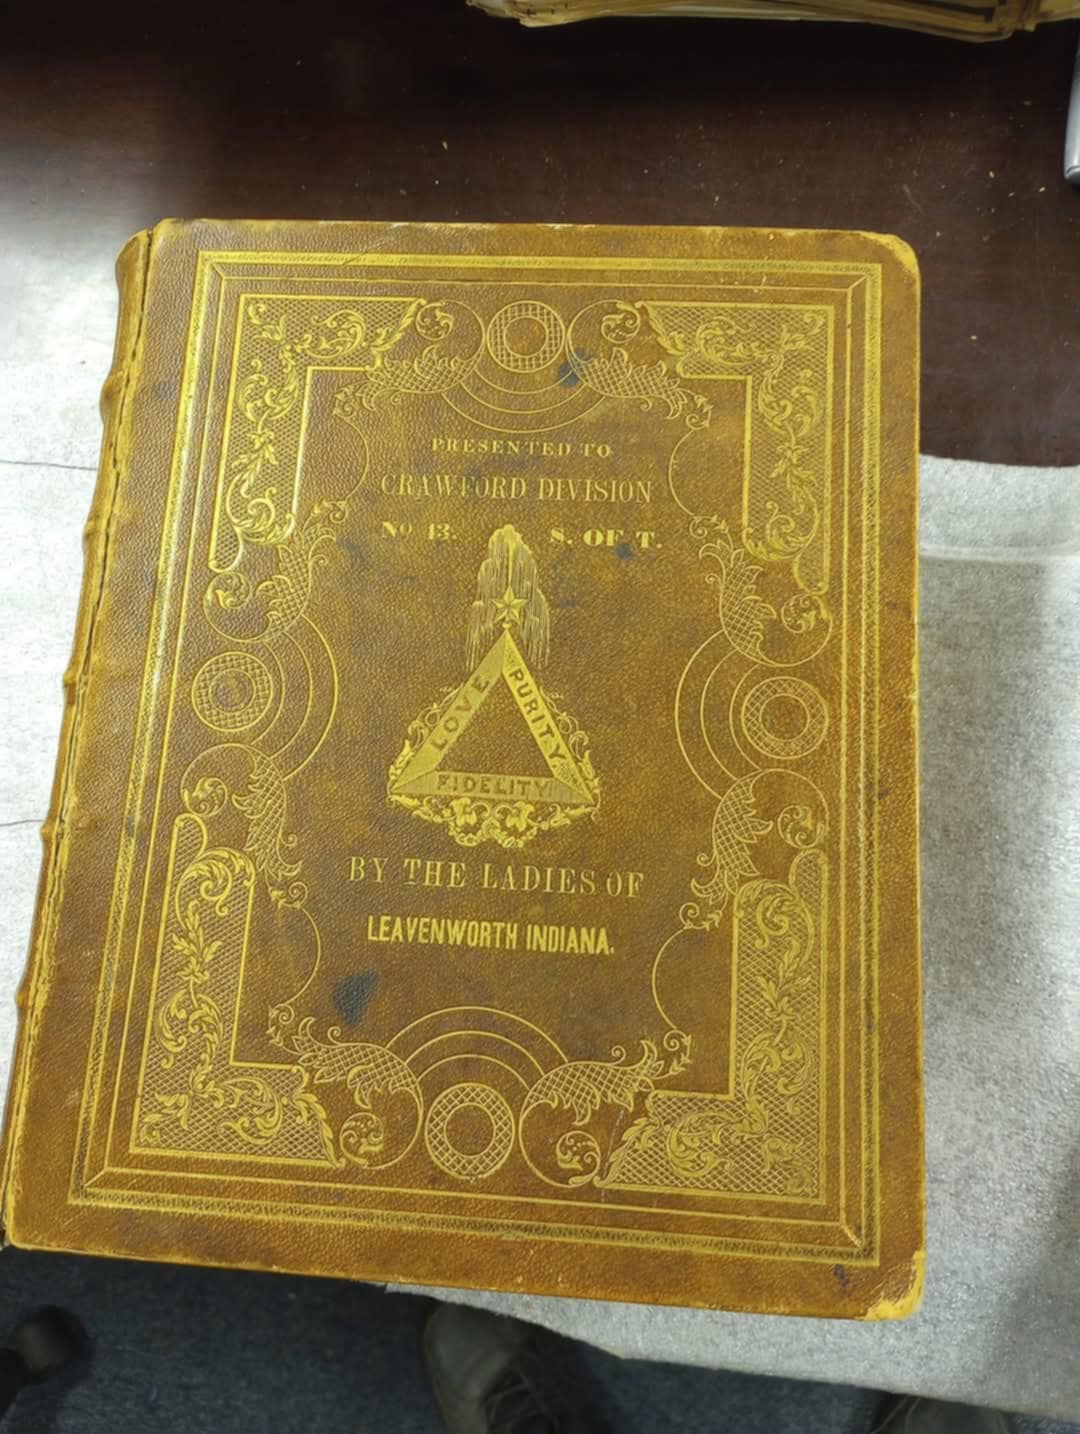 PRESENTED TO
CRAWFORD DIVISION
No 13. S. OF T.
LOVE
PURITY
FIDELITY
BY THE LADIES OF
LEAVENWORTH INDIANA.